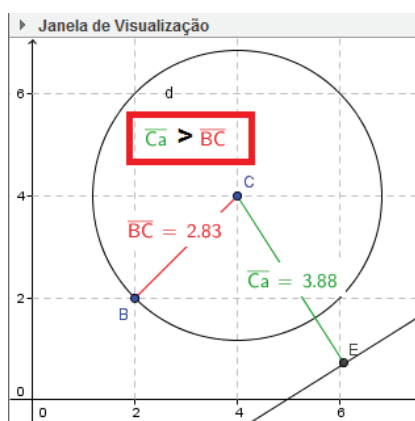 Janela de Visualização
6
d
Ca > BC
C
4
BC = 2.83
Ca = 3.88
2
B
E
0
0 2 4 6